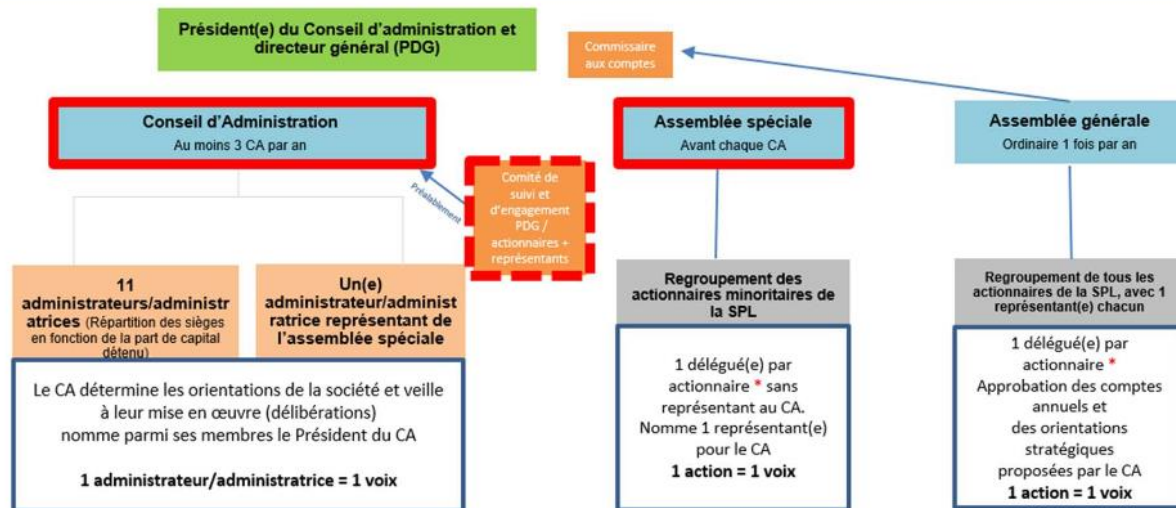 Président(e) du Conseil d'administration et
directeur général (PDG)
Commissaire
aux comptes
Conseil d'Administration
Au moins 3 CA par an
Assemblée spéciale
Avant chaque CA
Assemblée générale
Ordinaire 1 fois par an
Préalablement
Comité de
suivi et
d'engagement
PDG /
actionnaires +
représentants
11
administrateurs/administr
atrices (Répartition des sièges
en fonction de la part de capital
détenu)
Un(e)
administrateur/administ
ratrice représentant de
l'assemblée spéciale
Le CA détermine les orientations de la société et veille
à leur mise en œuvre (délibérations)
nomme parmi ses membres le Président du CA
1 administrateur/administratrice = 1 voix
Regroupement des
actionnaires minoritaires de
la SPL
1 délégué(e) par
actionnaire * sans
représentant au CA.
Nomme 1 représentant(e)
pour le CA
1 action = 1 voix
Regroupement de tous les
actionnaires de la SPL, avec 1
représentant(e) chacun
1 délégué(e) par
actionnaire *
Approbation des comptes
annuels et
des orientations
stratégiques
proposées par le CA
1 action = 1 voix